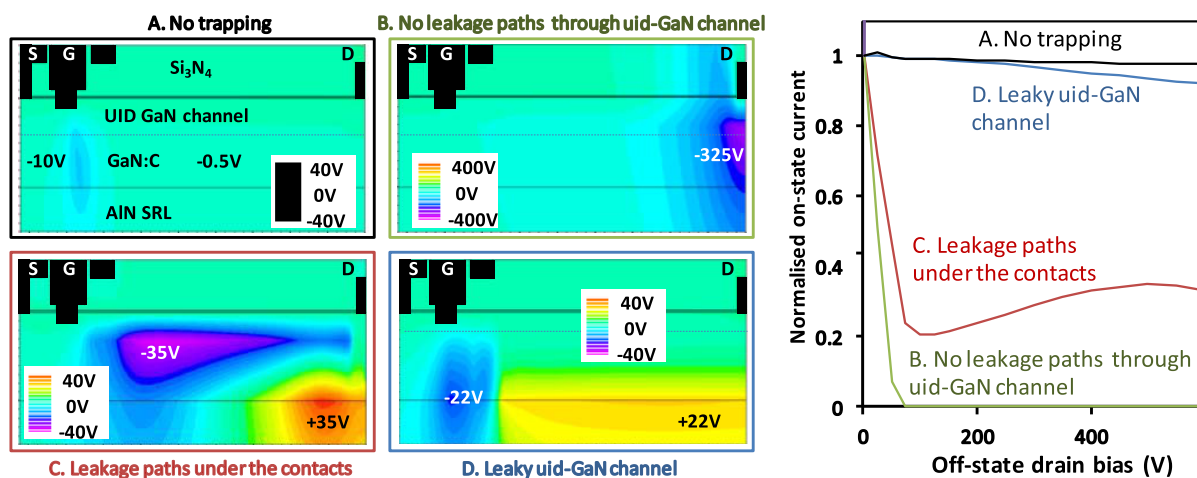 A. No trapping
S G D
Si3N4
UID GaN channel
-10V GaN:C -0.5V
AlN SRL
40V
0V
-40V
B. No leakage paths through uid-GaN channel
D
400V
0V
-400V
-325V
S G D
-35V
40V
0V
-40V
+35V
C. Leakage paths under the contacts
S G D
40V
0V
-40V
-22V
+22V
D. Leaky uid-GaN channel
Normalised on-state current
1
0.8
0.6
0.4
0.2
0
A. No trapping
D. Leaky uid-GaN
channel
C. Leakage paths
under the contacts
B. No leakage paths through
uid-GaN channel
0 200 400
Off-state drain bias (V)